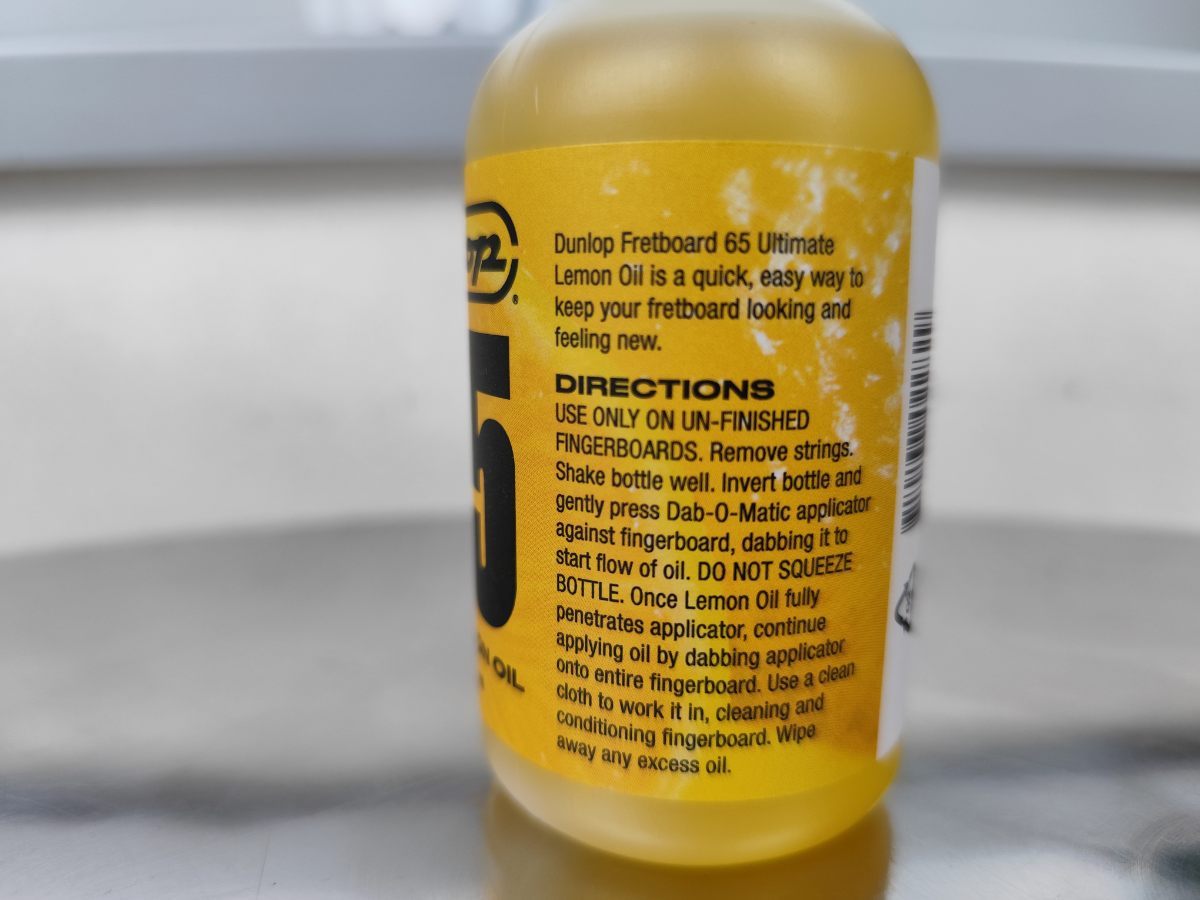 Dunlop Fretboard 65 Ultimate
Lemon Oil is a quick, easy way to
keep your fretboard looking and
feeling new.
DIRECTIONS
USE ONLY ON UN-FINISHED
FINGERBOARDS. Remove strings.
Shake bottle well. Invert bottle and
gently press Dab-O-Matic applicator
against fingerboard, dabbing it to
start flow of oil. DO NOT SQUEEZE
BOTTLE. Once Lemon Oil fully
penetrates applicator, continue
applying oil by dabbing applicator
onto entire fingerboard. Use a clean
cloth to work it in, cleaning and
conditioning fingerboard. Wipe
away any excess oil.
5
OIL